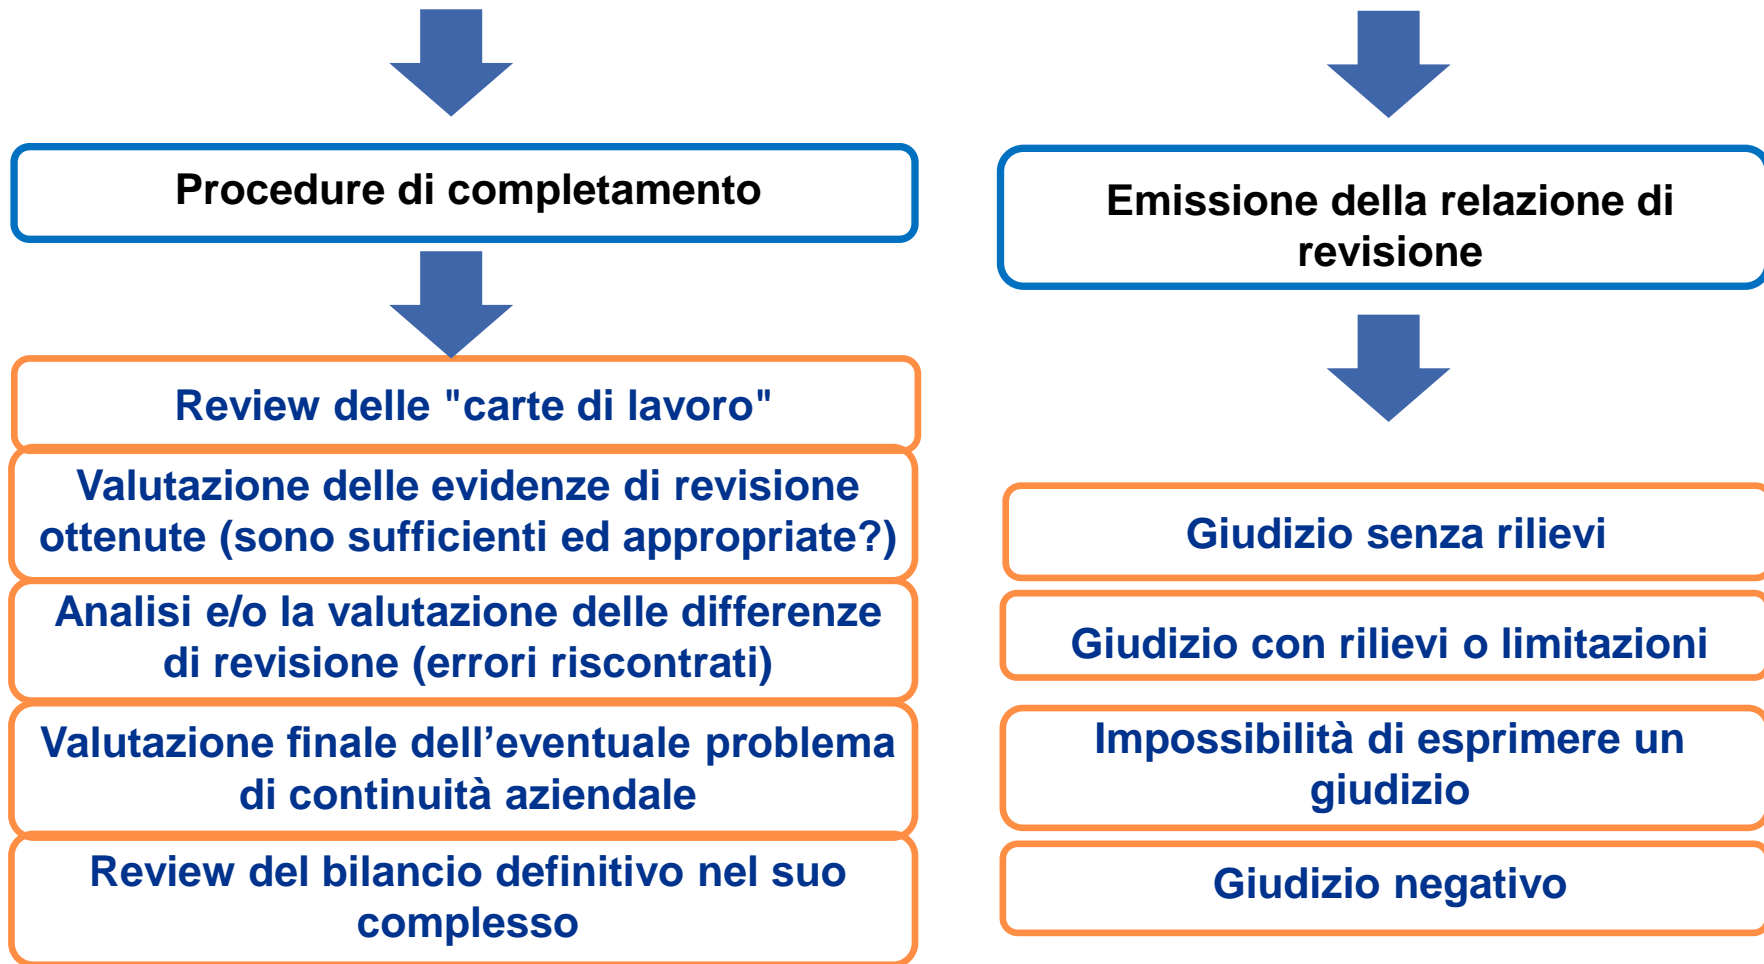 Procedure di completamento
Review delle "carte di lavoro"
Valutazione delle evidenze di revisione
ottenute (sono sufficienti ed appropriate?)
Analisi e/o la valutazione delle differenze
di revisione (errori riscontrati)
Valutazione finale dell’eventuale problema
di continuità aziendale
Review del bilancio definitivo nel suo
complesso
Emissione della relazione di
revisione
Giudizio senza rilievi
Giudizio con rilievi o limitazioni
Impossibilità di esprimere un
giudizio
Giudizio negativo